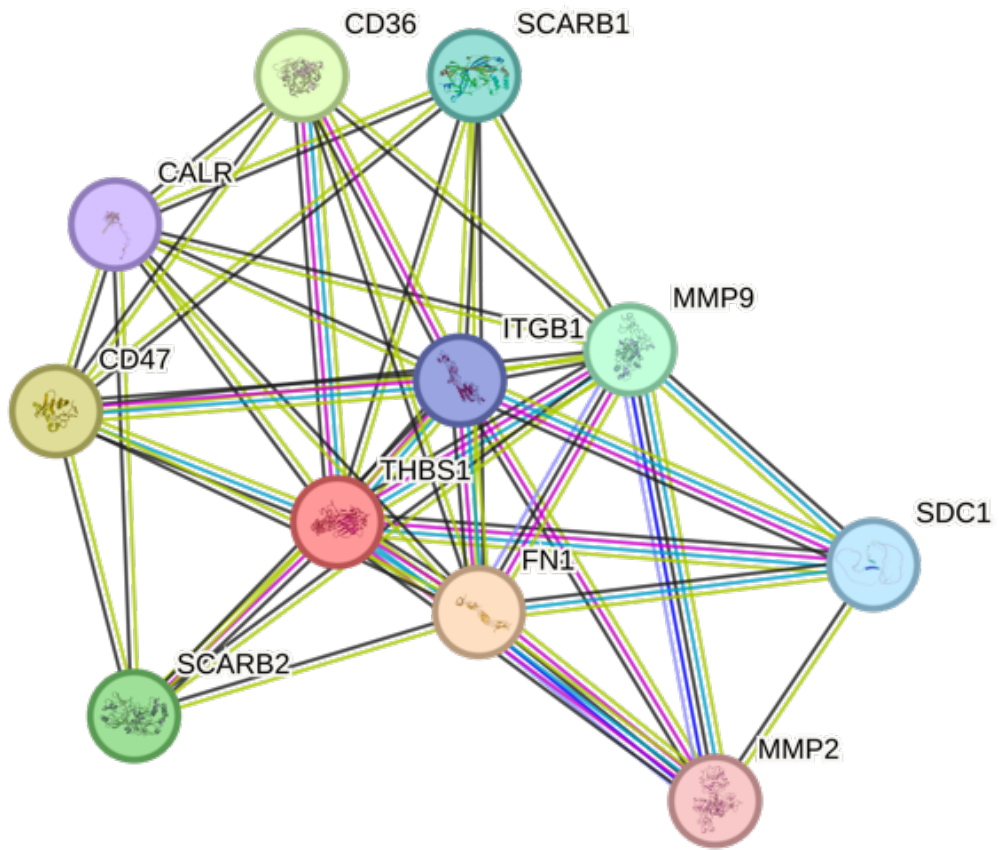 CD36
SCARB1
CALR
MMP9
ITGB1
CD47
THBS1
SDC1
FN1
SCARB2
MMP2